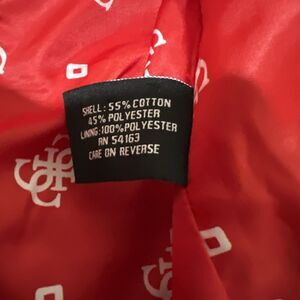 SHELL: 55% COTTON
45% POLYESTER
LINING:100%POLYESTER
RN 54163
CARE ON REVERSE